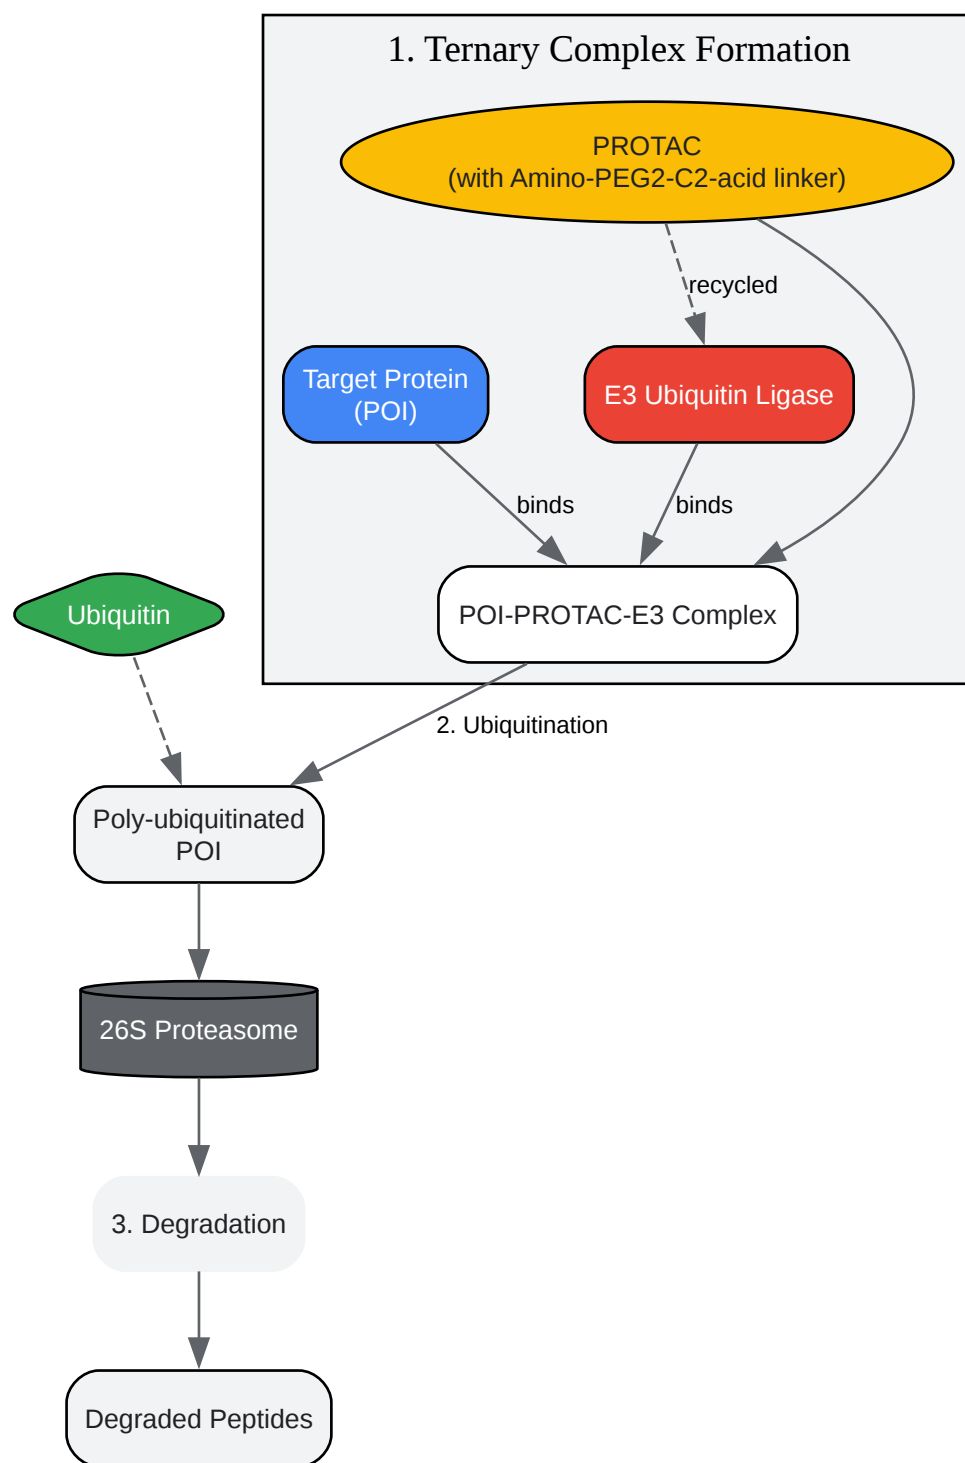 1. Ternary Complex Formation
PROTAC
(with Amino-PEG2-C2-acid linker)
recycled
Target Protein
(POI)
E3 Ubiquitin Ligase
binds
binds
POI-PROTAC-E3 Complex
Ubiquitin
2. Ubiquitination
Poly-ubiquitinated
POI
26S Proteasome
3. Degradation
Degraded Peptides